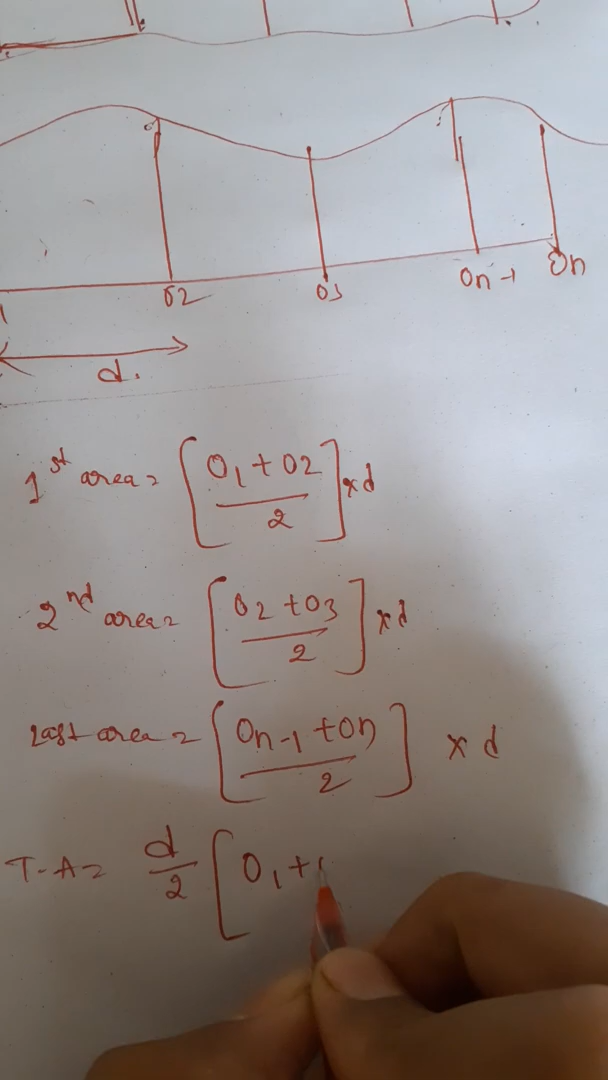 O2 O3 On-1 On
d.
1st area = [O1 + O2 / 2] x d
2nd area = [O2 + O3 / 2] x d
Last area = [On-1 + On / 2] x d
T-A = d/2 [O1 +